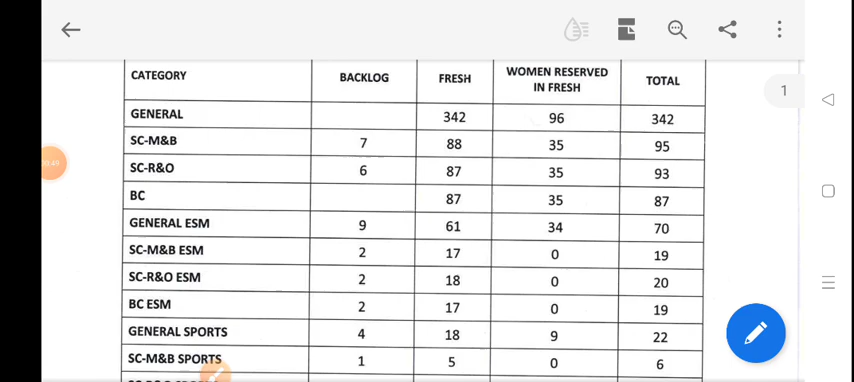 CATEGORY BACKLOG FRESH WOMEN RESERVED IN FRESH TOTAL
GENERAL 342 96 342
SC-M&B 7 88 35 95
SC-R&O 6 87 35 93
BC 87 35 87
GENERAL ESM 9 61 34 70
SC-M&B ESM 2 17 0 19
SC-R&O ESM 2 18 0 20
BC ESM 2 17 0 19
GENERAL SPORTS 4 18 9 22
SC-M&B SPORTS 1 5 0 6
1
00:45